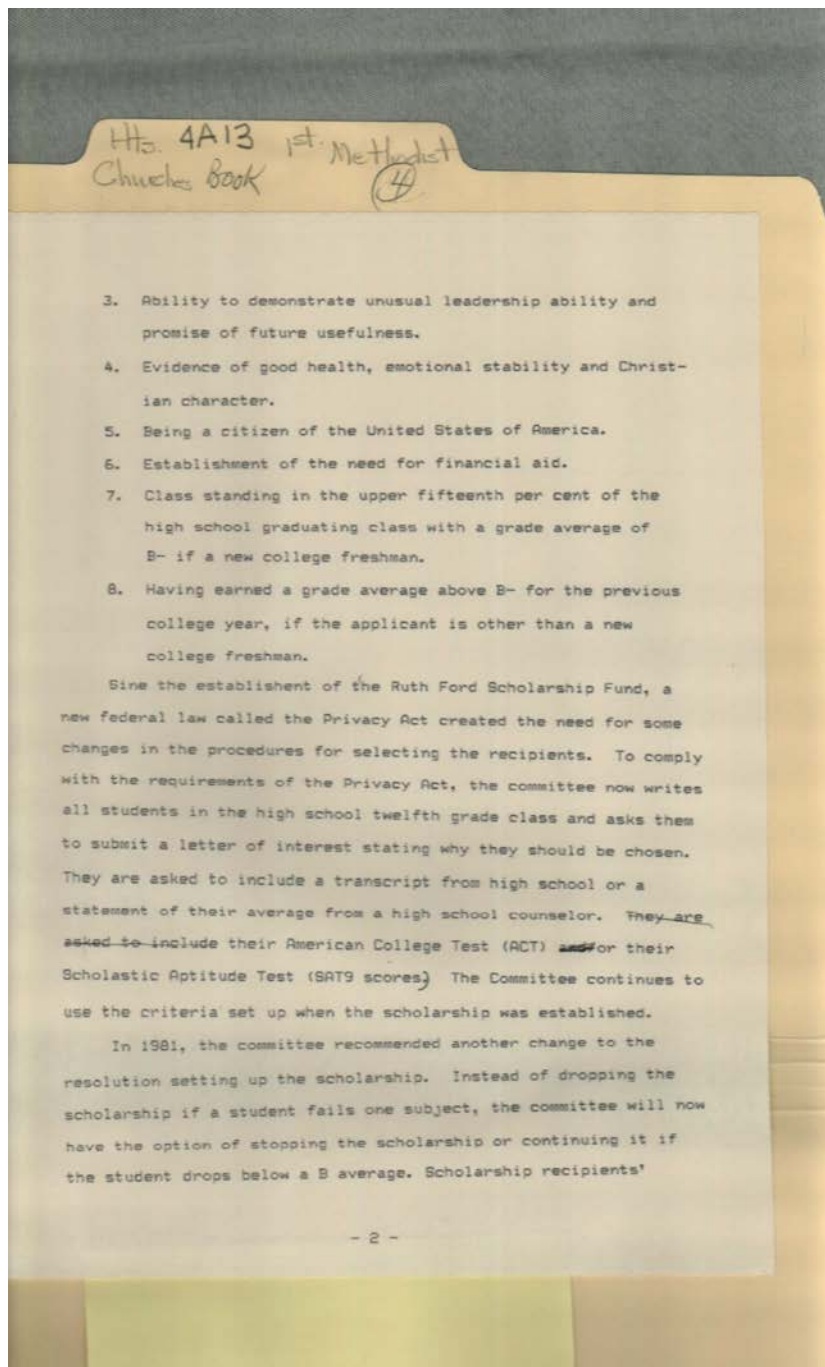 Hts. 4A13 1st. Methodist
Churches Book
4
3. Ability to demonstrate unusual leadership ability and
promise of future usefulness.
4. Evidence of good health, emotional stability and Christ-
ian character.
5. Being a citizen of the United States of America.
6. Establishment of the need for financial aid.
7. Class standing in the upper fifteenth per cent of the
high school graduating class with a grade average of
B- if a new college freshman.
8. Having earned a grade average above B- for the previous
college year, if the applicant is other than a new
college freshman.
Sine the establishent of the Ruth Ford Scholarship Fund, a
new federal law called the Privacy Act created the need for some
changes in the procedures for selecting the recipients. To comply
with the requirements of the Privacy Act, the committee now writes
all students in the high school twelfth grade class and asks them
to submit a letter of interest stating why they should be chosen.
They are asked to include a transcript from high school or a
statement of their average from a high school counselor. They are
asked to include their American College Test (ACT) and/or their
Scholastic Aptitude Test (SAT9 scores) The Committee continues to
use the criteria set up when the scholarship was established.
In 1981, the committee recommended another change to the
resolution setting up the scholarship. Instead of dropping the
scholarship if a student fails one subject, the committee will now
have the option of stopping the scholarship or continuing it if
the student drops below a B average. Scholarship recipients'
- 2 -